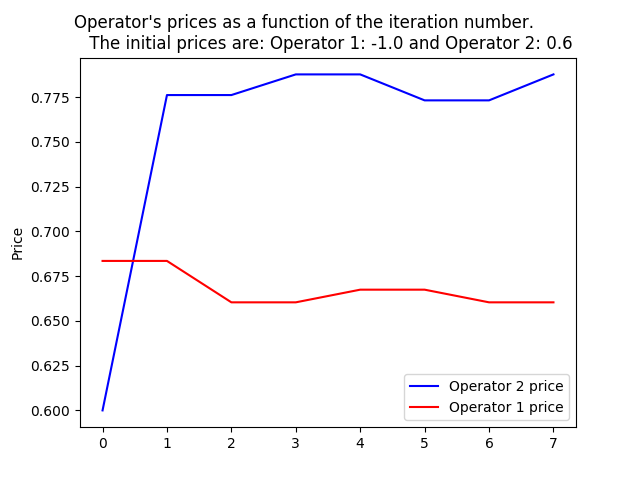 Operator's prices as a function of the iteration number.
The initial prices are: Operator 1: -1.0 and Operator 2: 0.6
0.775
0.750
0.725
0.700
0.675
0.650
0.625
0.600
Price
0 1 2 3 4 5 6 7
Operator 2 price
Operator 1 price